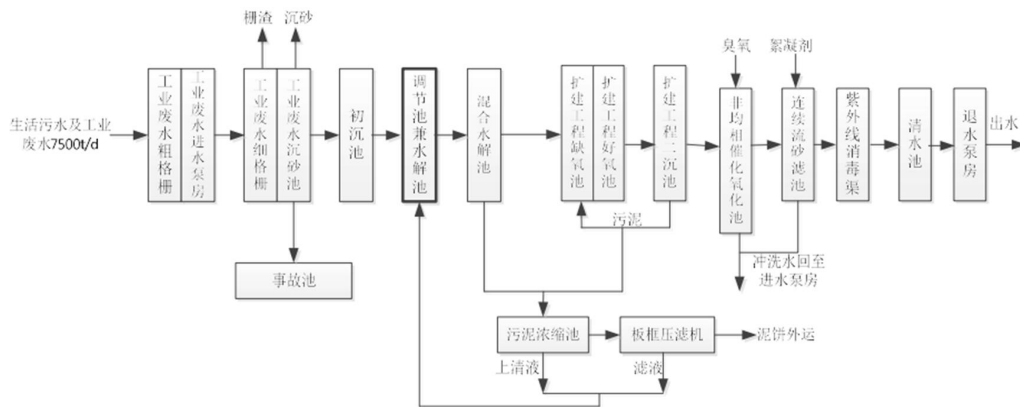 栅渣
沉砂
臭氧
絮凝剂
生活污水及工业
废水7500t/d
工业废水粗格栅
工业废水进水泵房
工业废水细格栅
工业废水沉砂池
初沉池
调节池兼水解池
混合水解池
扩建工程缺氧池
扩建工程好氧池
扩建工程二沉池
非均相催化氧化池
连续流砂滤池
紫外线消毒渠
清水池
退水泵房
出水
污泥
事故池
冲洗水回至
进水泵房
污泥浓缩池
板框压滤机
泥饼外运
上清液
滤液